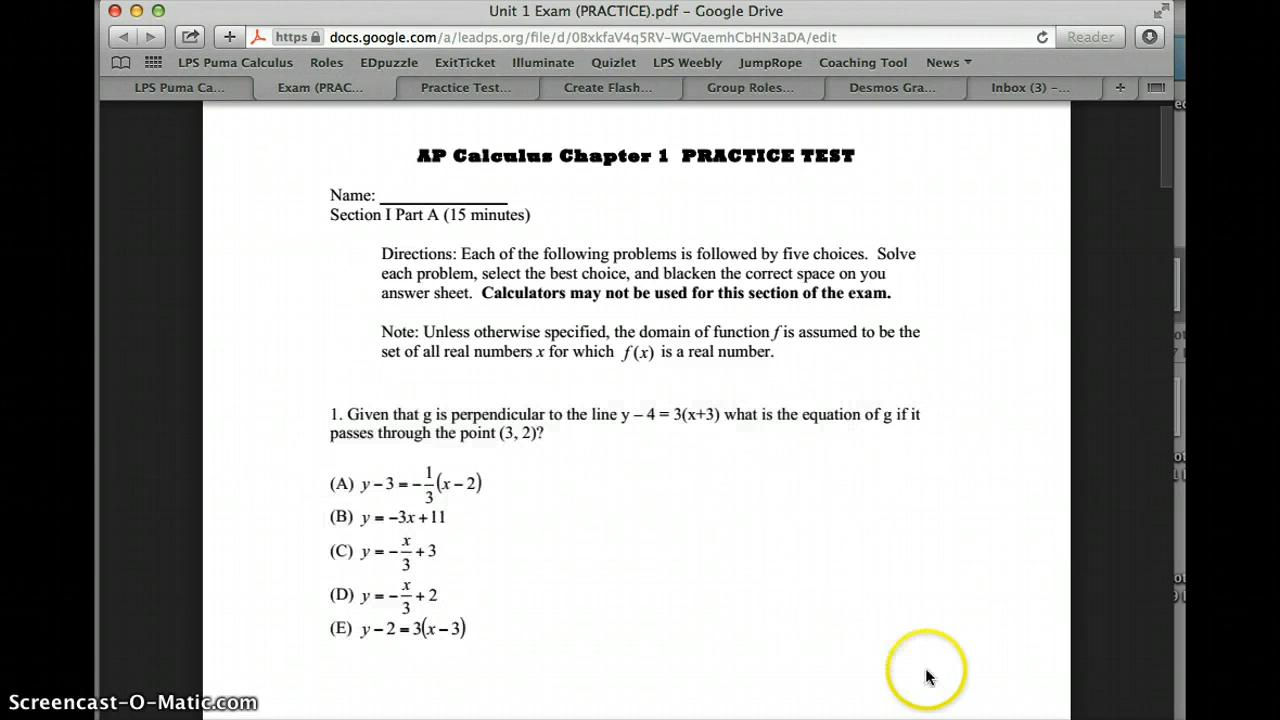 Unit 1 Exam (PRACTICE).pdf – Google Drive
https docs.google.com/a/leadps.org/file/d/0BxkfaV4q5RV-WGVaemhCbHN3aDA/edit Reader
LPS Puma Calculus Roles EDpuzzle ExitTicket Illuminate Quizlet LPS Weebly JumpRope Coaching Tool News
LPS Puma Ca... Exam (PRAC... Practice Test... Create Flash... Group Roles... Desmos Gra... Inbox (3) –...
AP Calculus Chapter 1 PRACTICE TEST
Name: ____________
Section I Part A (15 minutes)
Directions: Each of the following problems is followed by five choices. Solve
each problem, select the best choice, and blacken the correct space on you
answer sheet. Calculators may not be used for this section of the exam.
Note: Unless otherwise specified, the domain of function f is assumed to be the
set of all real numbers x for which f(x) is a real number.
1. Given that g is perpendicular to the line y – 4 = 3(x+3) what is the equation of g if it
passes through the point (3, 2)?
(A) y – 3 = –1/3(x – 2)
(B) y = –3x + 11
(C) y = –x/3 + 3
(D) y = –x/3 + 2
(E) y – 2 = 3(x – 3)
Screencast-O-Matic.com